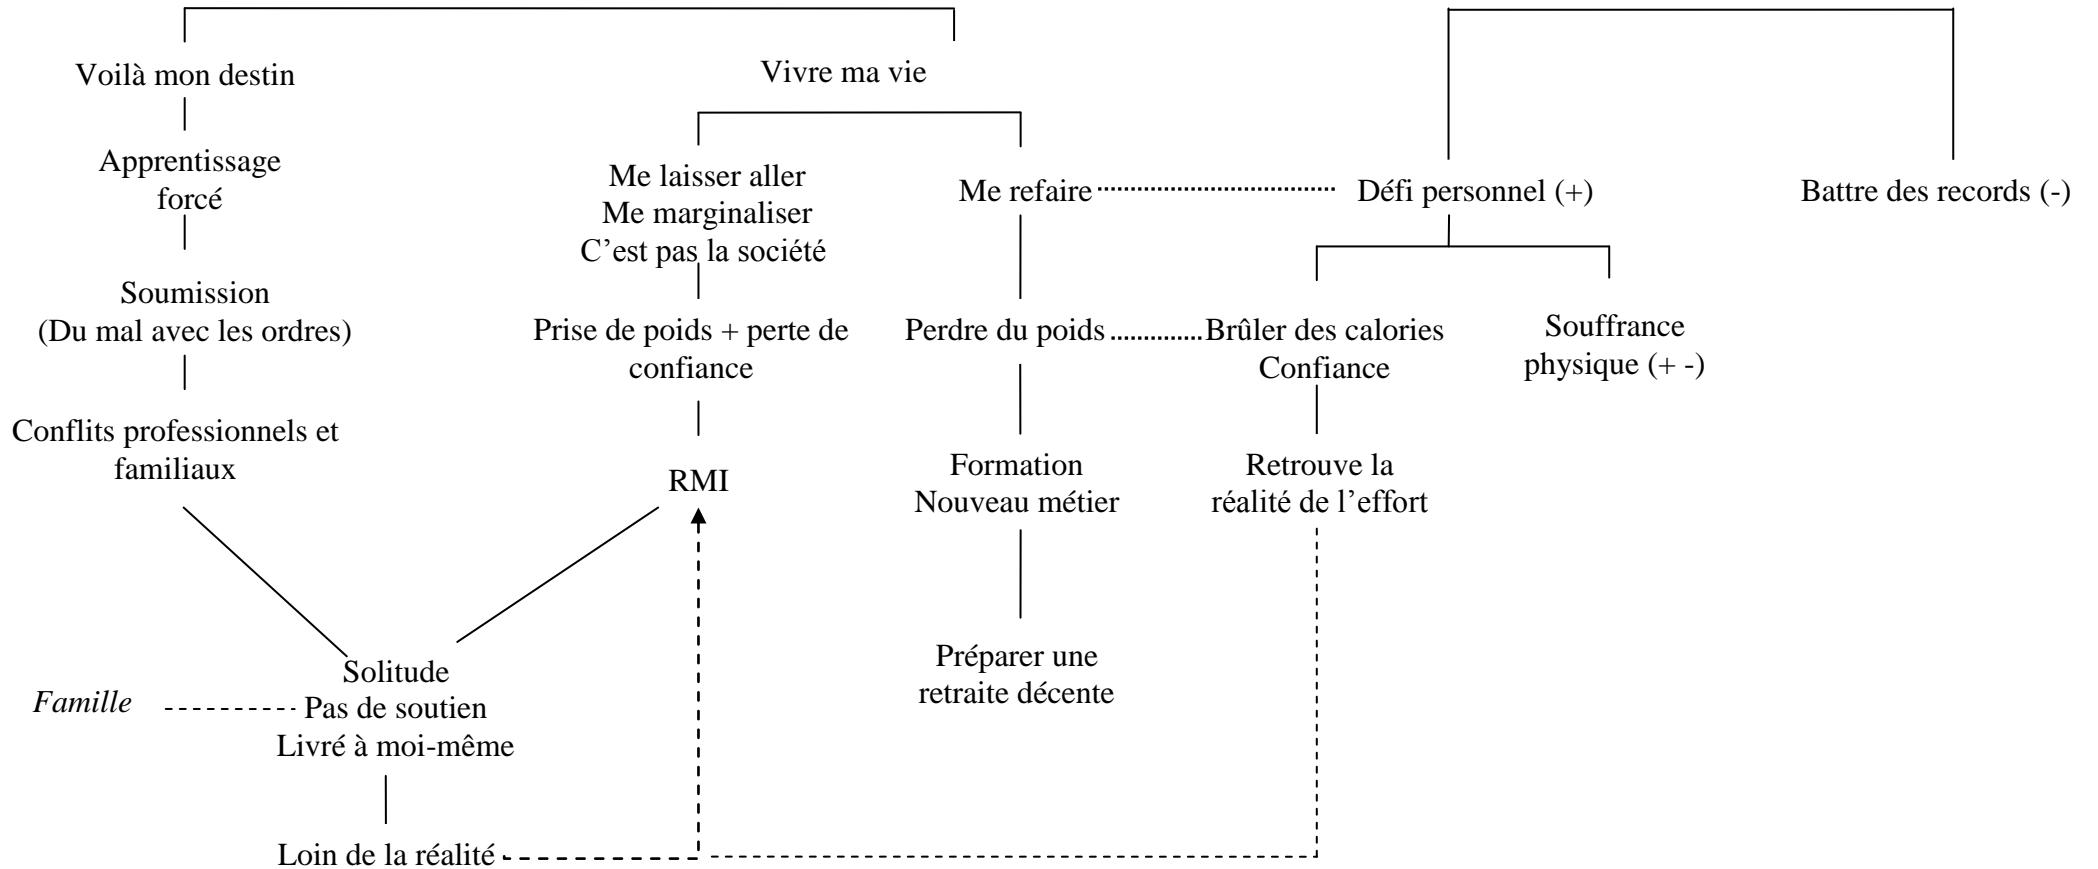 Voilà mon destin
Vivre ma vie
Apprentissage
forcé
Me laisser aller
Me marginaliser
C’est pas la société
Me refaire
Défi personnel (+)
Battre des records (-)
Soumission
(Du mal avec les ordres)
Prise de poids + perte de
confiance
Perdre du poids
Brûler des calories
Confiance
Souffrance
physique (+ -)
Conflits professionnels et
familiaux
RMI
Formation
Nouveau métier
Retrouve la
réalité de l’effort
Solitude
Pas de soutien
Livré à moi-même
Famille
Préparer une
retraite décente
Loin de la réalité